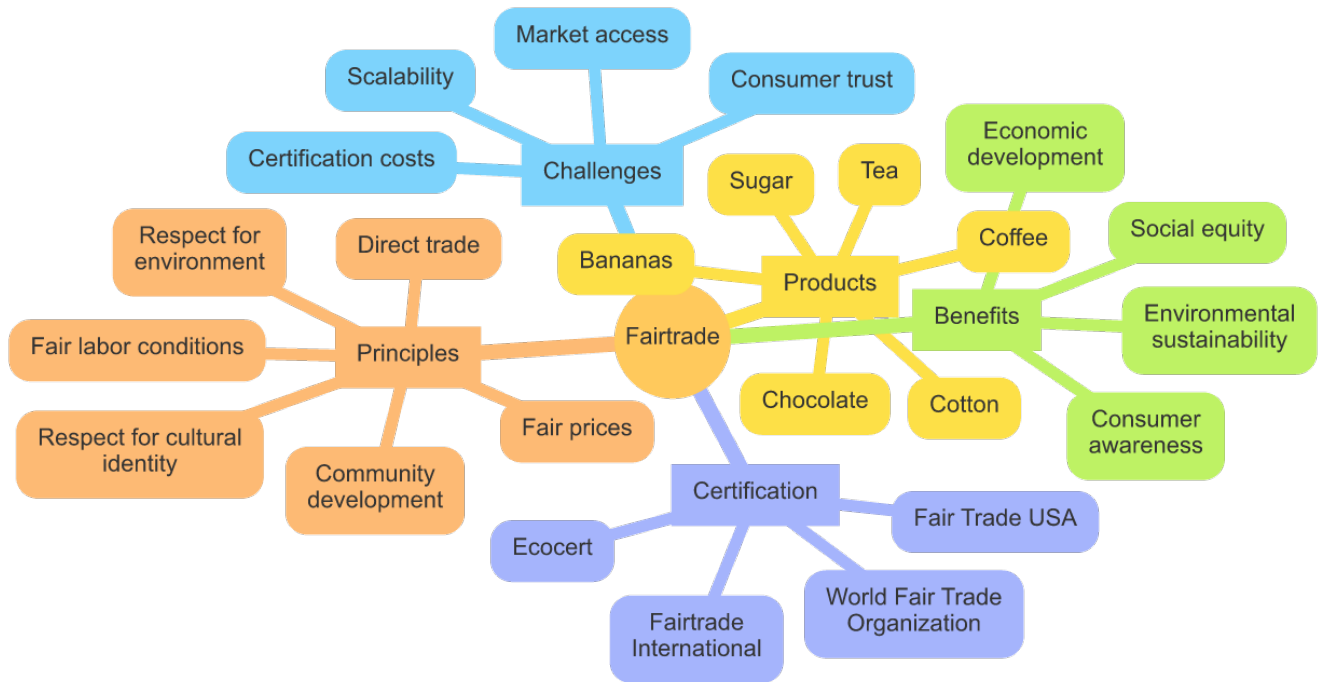 Market access
Scalability
Consumer trust
Certification costs
Challenges
Economic
development
Sugar
Tea
Respect for
environment
Direct trade
Bananas
Products
Coffee
Social equity
Fair labor conditions
Principles
Fairtrade
Benefits
Environmental
sustainability
Respect for cultural
identity
Community
development
Fair prices
Chocolate
Cotton
Consumer
awareness
Certification
Ecocert
Fair Trade USA
Fairtrade
International
World Fair Trade
Organization